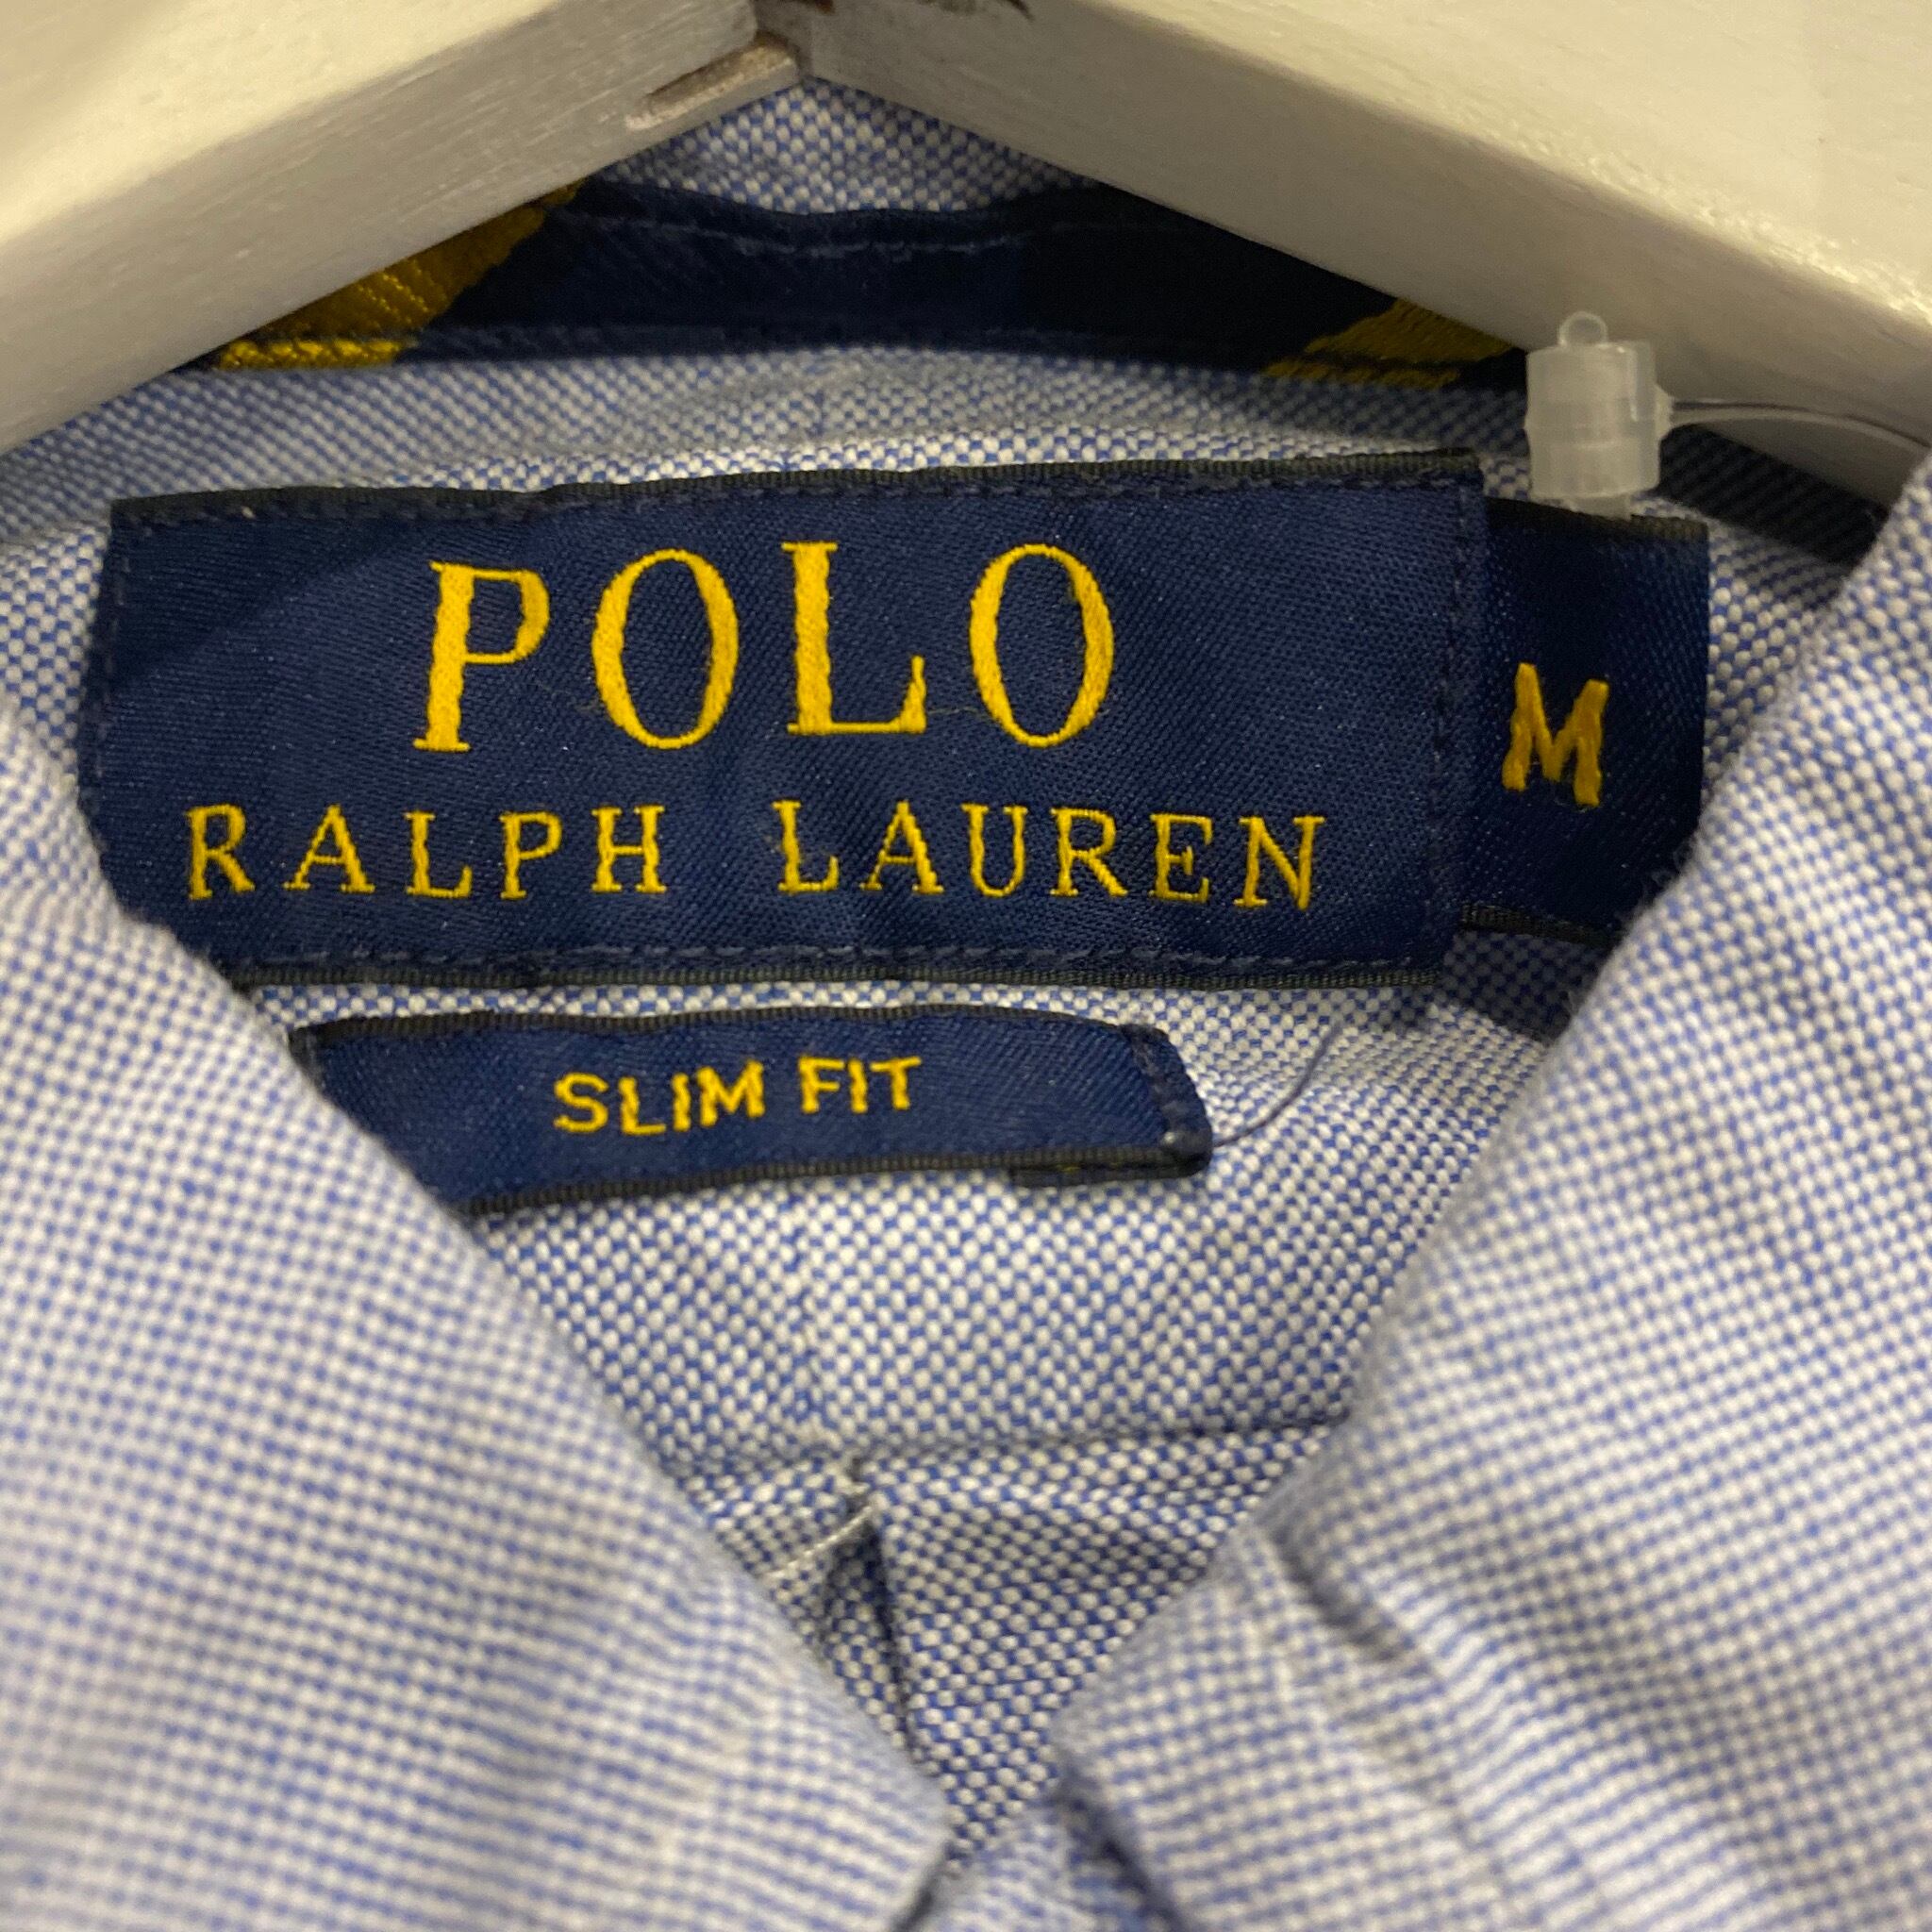 POLO
RALPH LAUREN
M
SLIM FIT